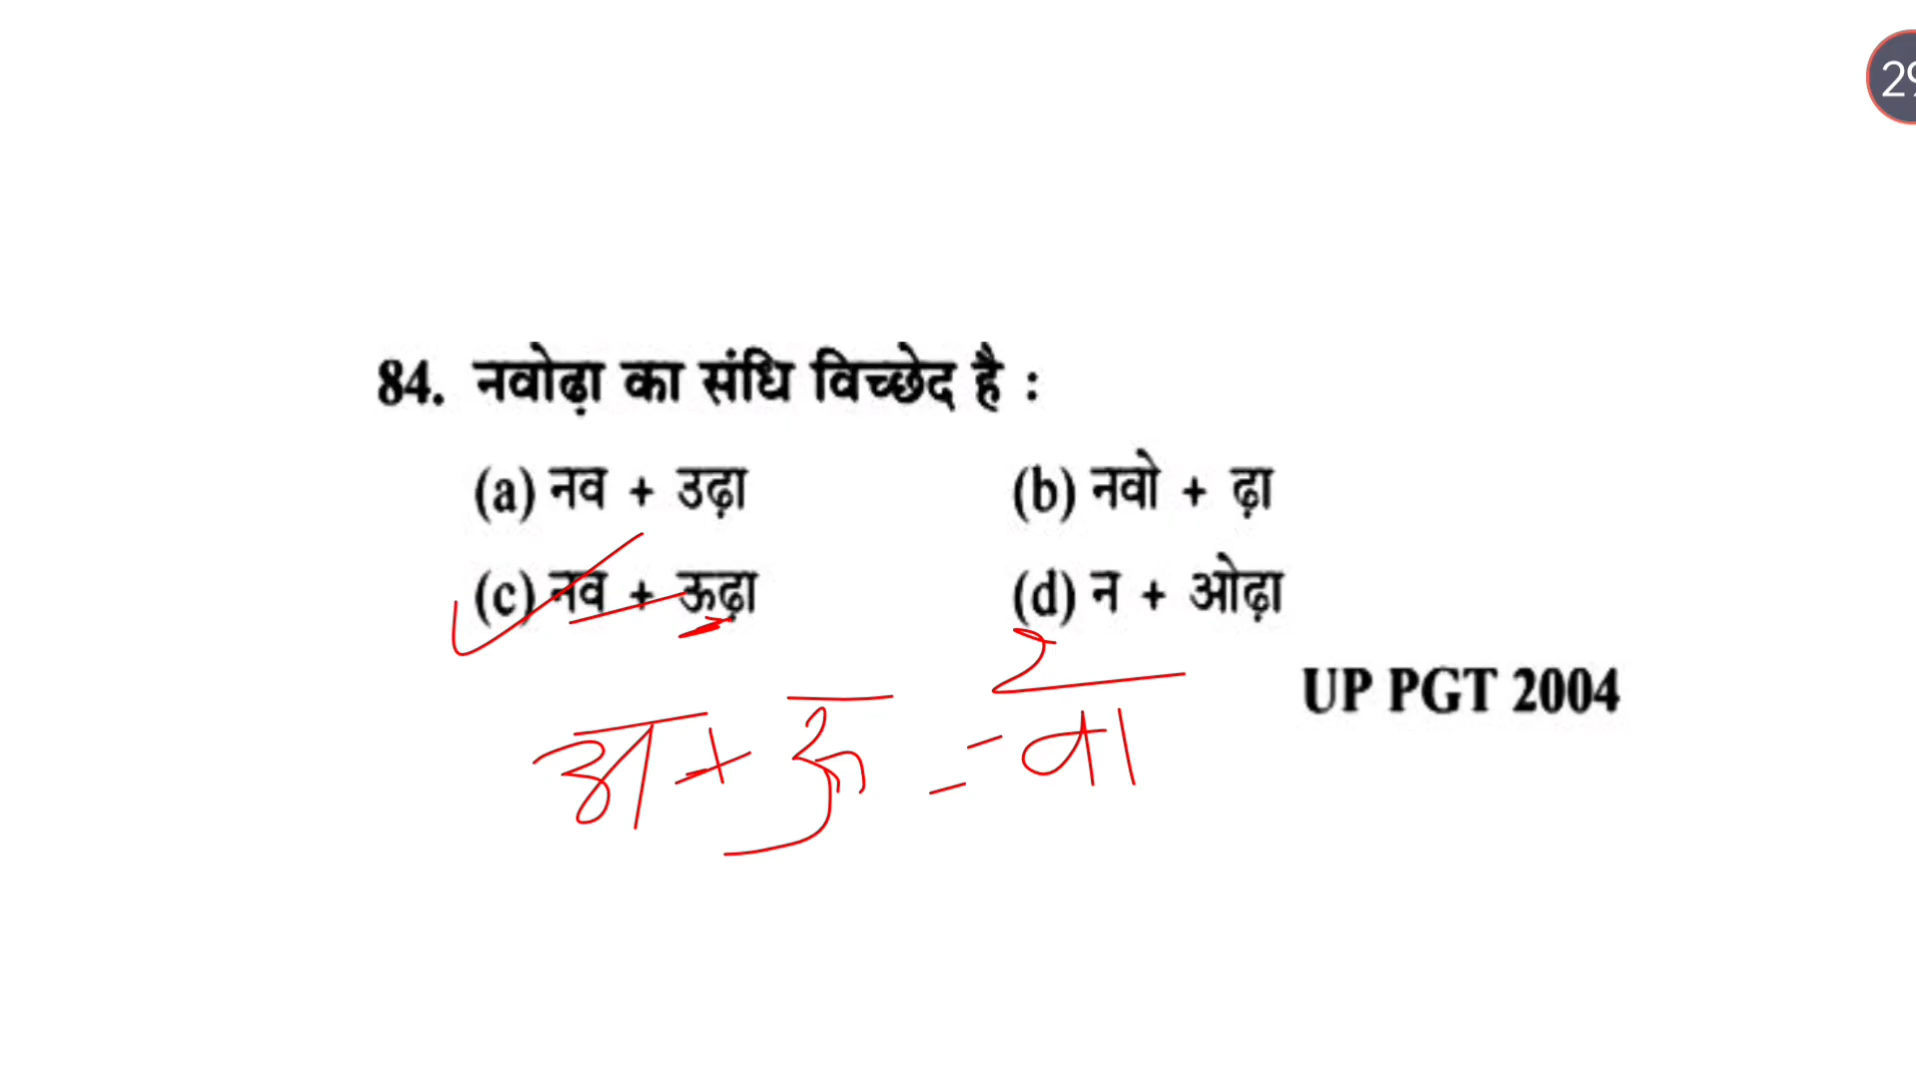 29
84. नवोढ़ा का संधि विच्छेद है :
(a) नव + उढ़ा (b) नवो + ढ़ा
(c) नव + ऊढ़ा (d) न + ओढ़ा
UP PGT 2004
अ + ऊ = वो